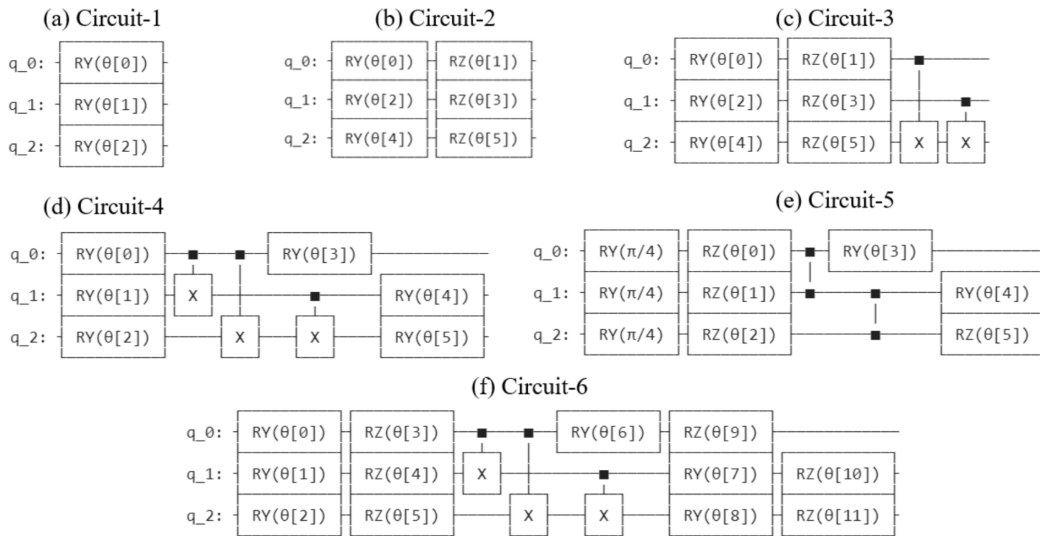 (a) Circuit-1
q_0: RY(θ[0])
q_1: RY(θ[1])
q_2: RY(θ[2])
(b) Circuit-2
q_0: RY(θ[0]) RZ(θ[1])
q_1: RY(θ[2]) RZ(θ[3])
q_2: RY(θ[4]) RZ(θ[5])
(c) Circuit-3
q_0: RY(θ[0]) RZ(θ[1])
q_1: RY(θ[2]) RZ(θ[3])
q_2: RY(θ[4]) RZ(θ[5]) X X
(d) Circuit-4
q_0: RY(θ[0]) RY(θ[3])
q_1: RY(θ[1]) X RY(θ[4])
q_2: RY(θ[2]) X X RY(θ[5])
(e) Circuit-5
q_0: RY(π/4) RZ(θ[0]) RY(θ[3])
q_1: RY(π/4) RZ(θ[1]) RY(θ[4])
q_2: RY(π/4) RZ(θ[2]) RZ(θ[5])
(f) Circuit-6
q_0: RY(θ[0]) RZ(θ[3]) RY(θ[6]) RZ(θ[9])
q_1: RY(θ[1]) RZ(θ[4]) X RY(θ[7]) RZ(θ[10])
q_2: RY(θ[2]) RZ(θ[5]) X X RY(θ[8]) RZ(θ[11])